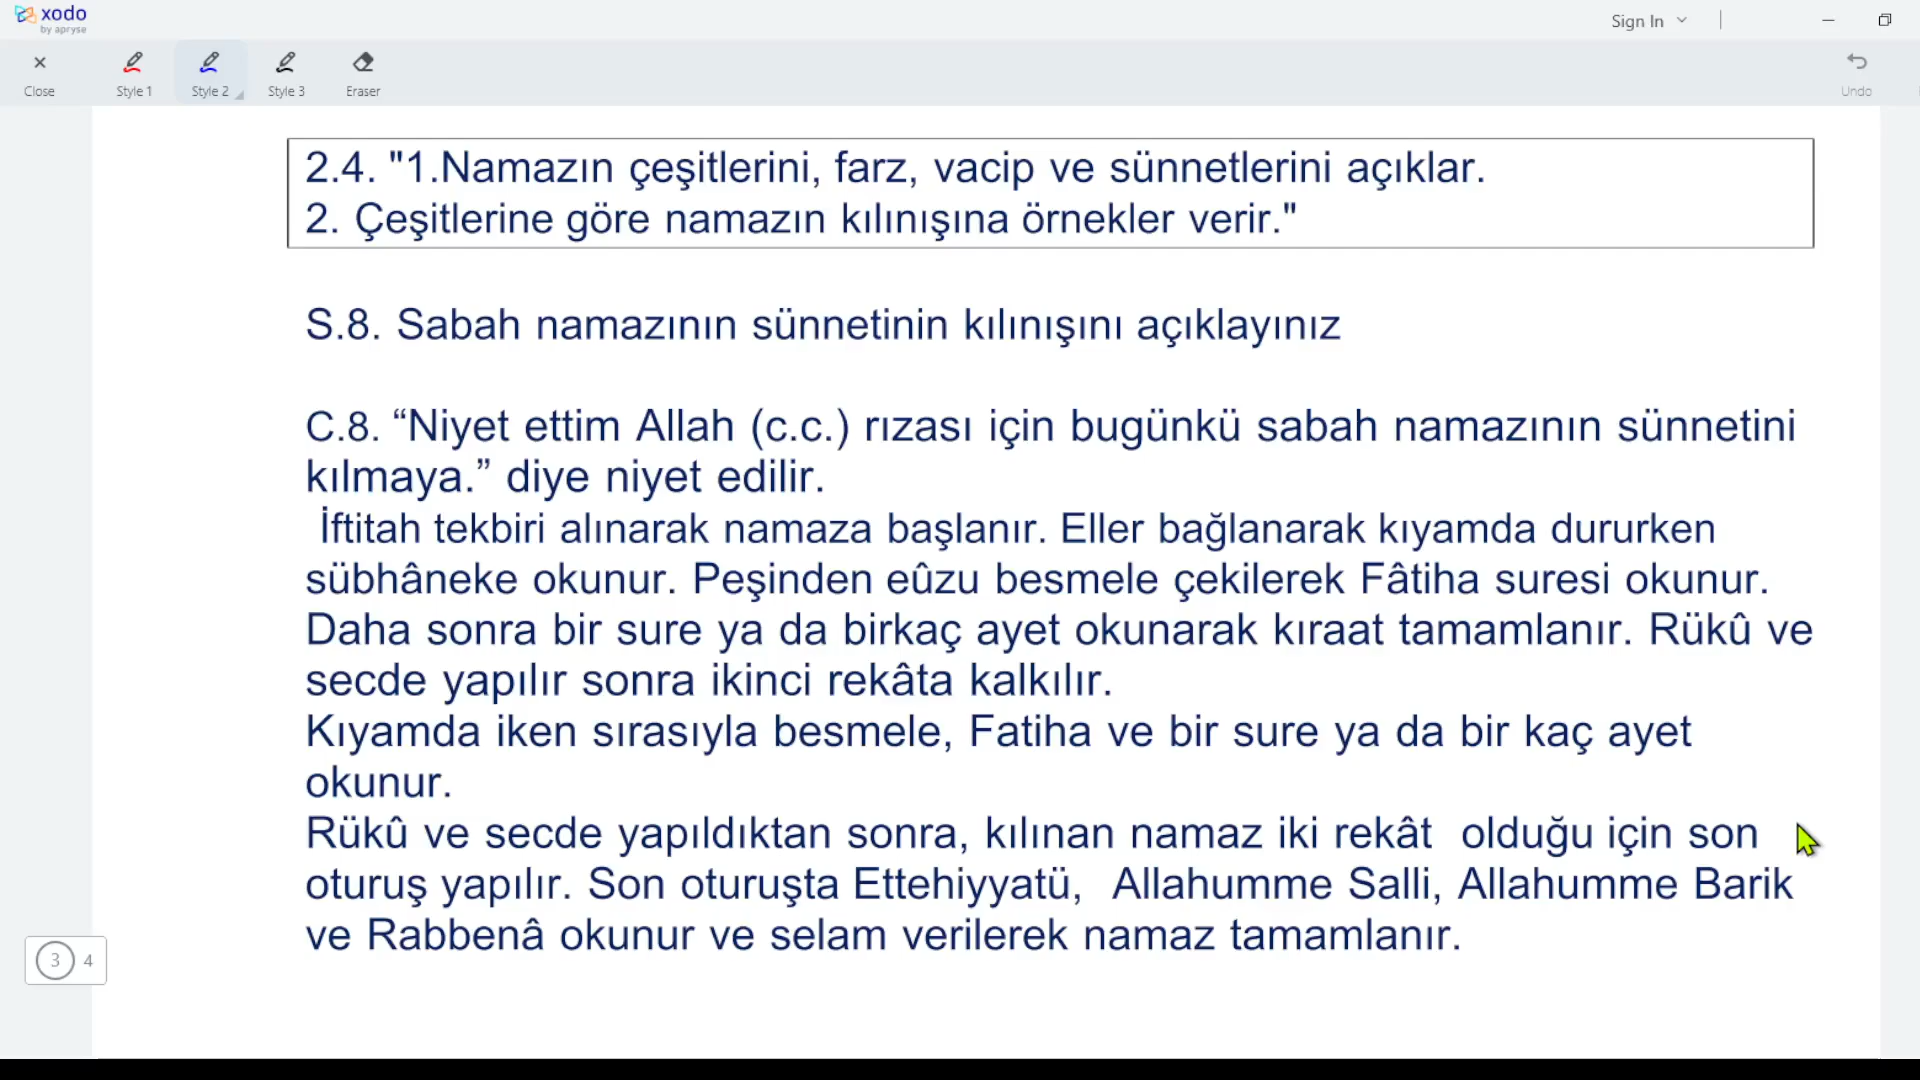 xodo
by apryse
Sign In
Close
Style 1
Style 2
Style 3
Eraser
Undo
2.4. "1.Namazın çeşitlerini, farz, vacip ve sünnetlerini açıklar.
2. Çeşitlerine göre namazın kılınışına örnekler verir."
S.8. Sabah namazının sünnetinin kılınışını açıklayınız
C.8. “Niyet ettim Allah (c.c.) rızası için bugünkü sabah namazının sünnetini
kılmaya.” diye niyet edilir.
İftitah tekbiri alınarak namaza başlanır. Eller bağlanarak kıyamda dururken
sübhâneke okunur. Peşinden eûzu besmele çekilerek Fâtiha suresi okunur.
Daha sonra bir sure ya da birkaç ayet okunarak kıraat tamamlanır. Rükû ve
secde yapılır sonra ikinci rekâta kalkılır.
Kıyamda iken sırasıyla besmele, Fatiha ve bir sure ya da bir kaç ayet
okunur.
Rükû ve secde yapıldıktan sonra, kılınan namaz iki rekât  olduğu için son
oturuş yapılır. Son oturuşta Ettehiyyatü,  Allahumme Salli, Allahumme Barik
ve Rabbenâ okunur ve selam verilerek namaz tamamlanır.
3 4